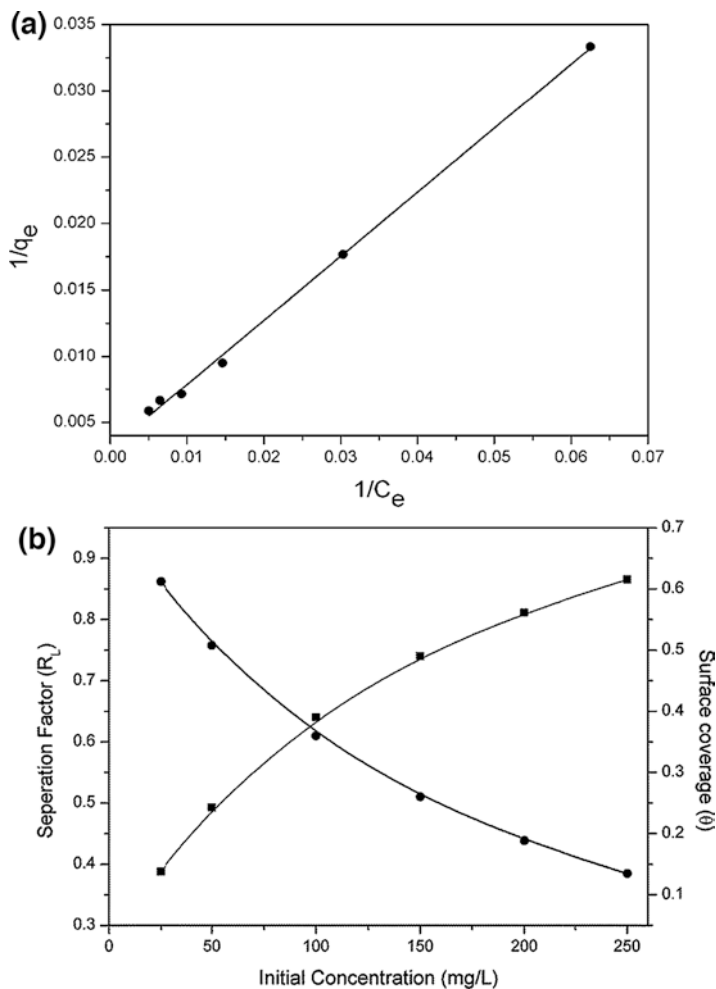 (a)
0.035
0.030
0.025
0.020
0.015
0.010
0.005
1/qe
0.00 0.01 0.02 0.03 0.04 0.05 0.06 0.07
1/Ce
(b)
0.9
0.8
0.7
0.6
0.5
0.4
0.3
Seperation Factor (RL)
0.7
0.6
0.5
0.4
0.3
0.2
0.1
Surface coverage (θ)
0 50 100 150 200 250
Initial Concentration (mg/L)